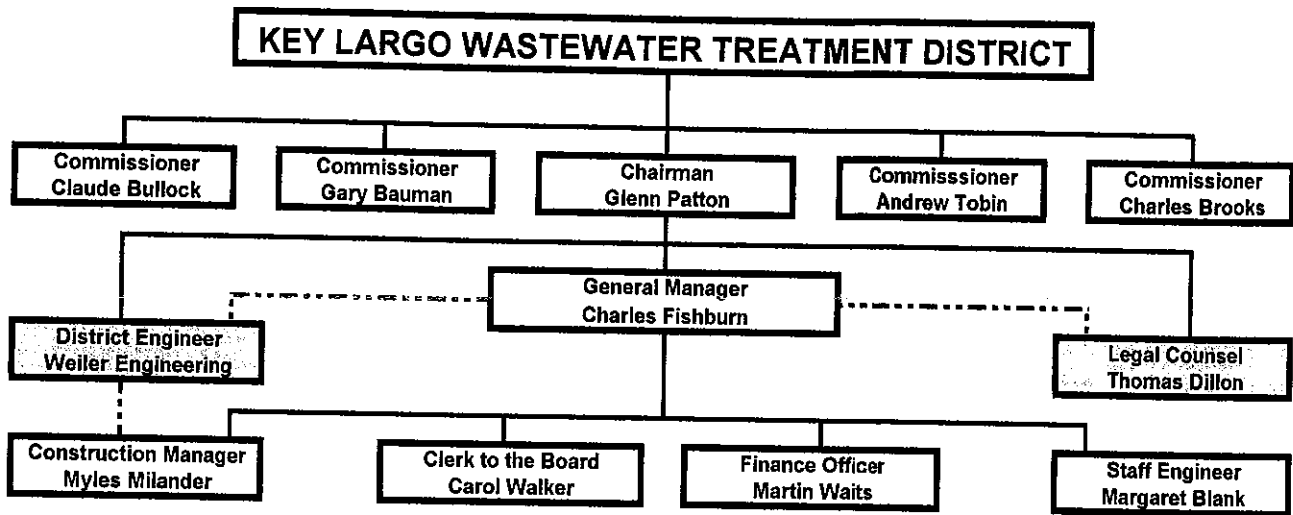 KEY LARGO WASTEWATER TREATMENT DISTRICT
Commissioner
Claude Bullock
Commissioner
Gary Bauman
Chairman
Glenn Patton
Commisssioner
Andrew Tobin
Commissioner
Charles Brooks
General Manager
Charles Fishburn
District Engineer
Weiler Engineering
Legal Counsel
Thomas Dillon
Construction Manager
Myles Milander
Clerk to the Board
Carol Walker
Finance Officer
Martin Waits
Staff Engineer
Margaret Blank